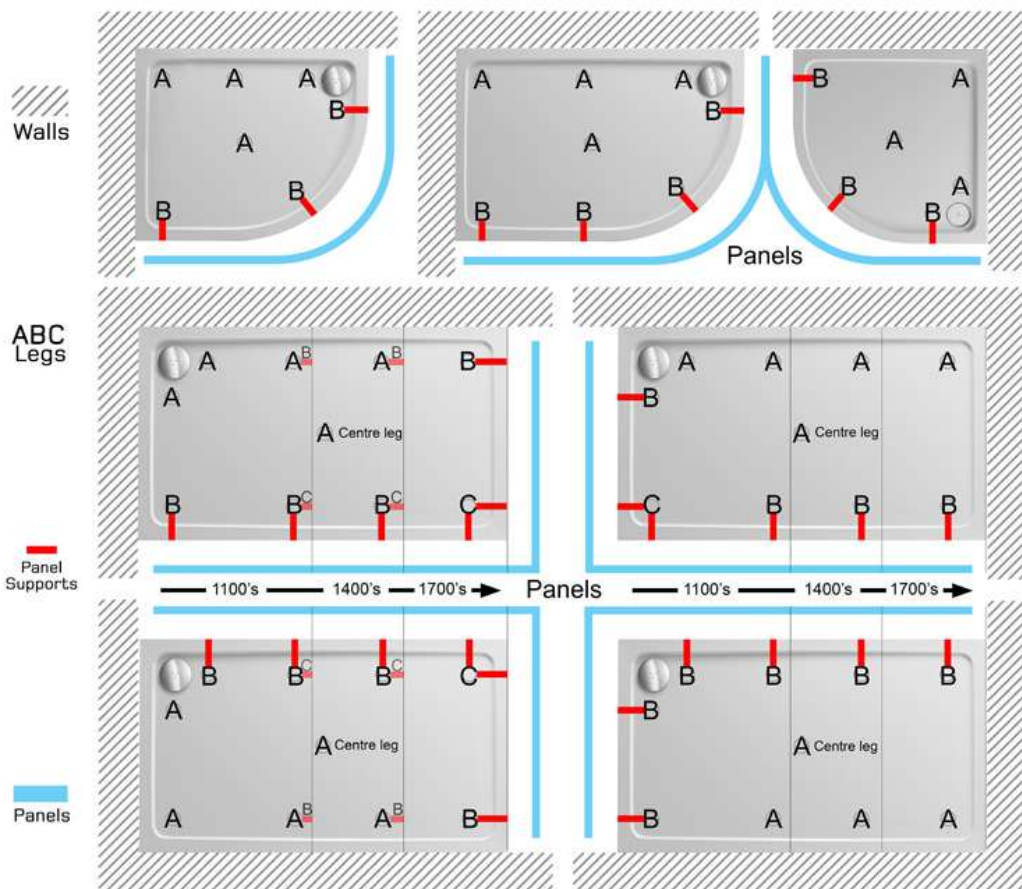 A A A
B
A
B
B
A A A
B
A
B
B B
B A
A
B A
B
Walls
Panels
ABC
Legs
A A B A B B
A
A Centre leg
B B C B C C
A A A A
B
A Centre leg
C B B B
Panel
Supports
1100's 1400's 1700's
Panels
1100's 1400's 1700's
B B C B C C
A
A Centre leg
A A B A B B
B B B B
B
A Centre leg
B A A A
Panels